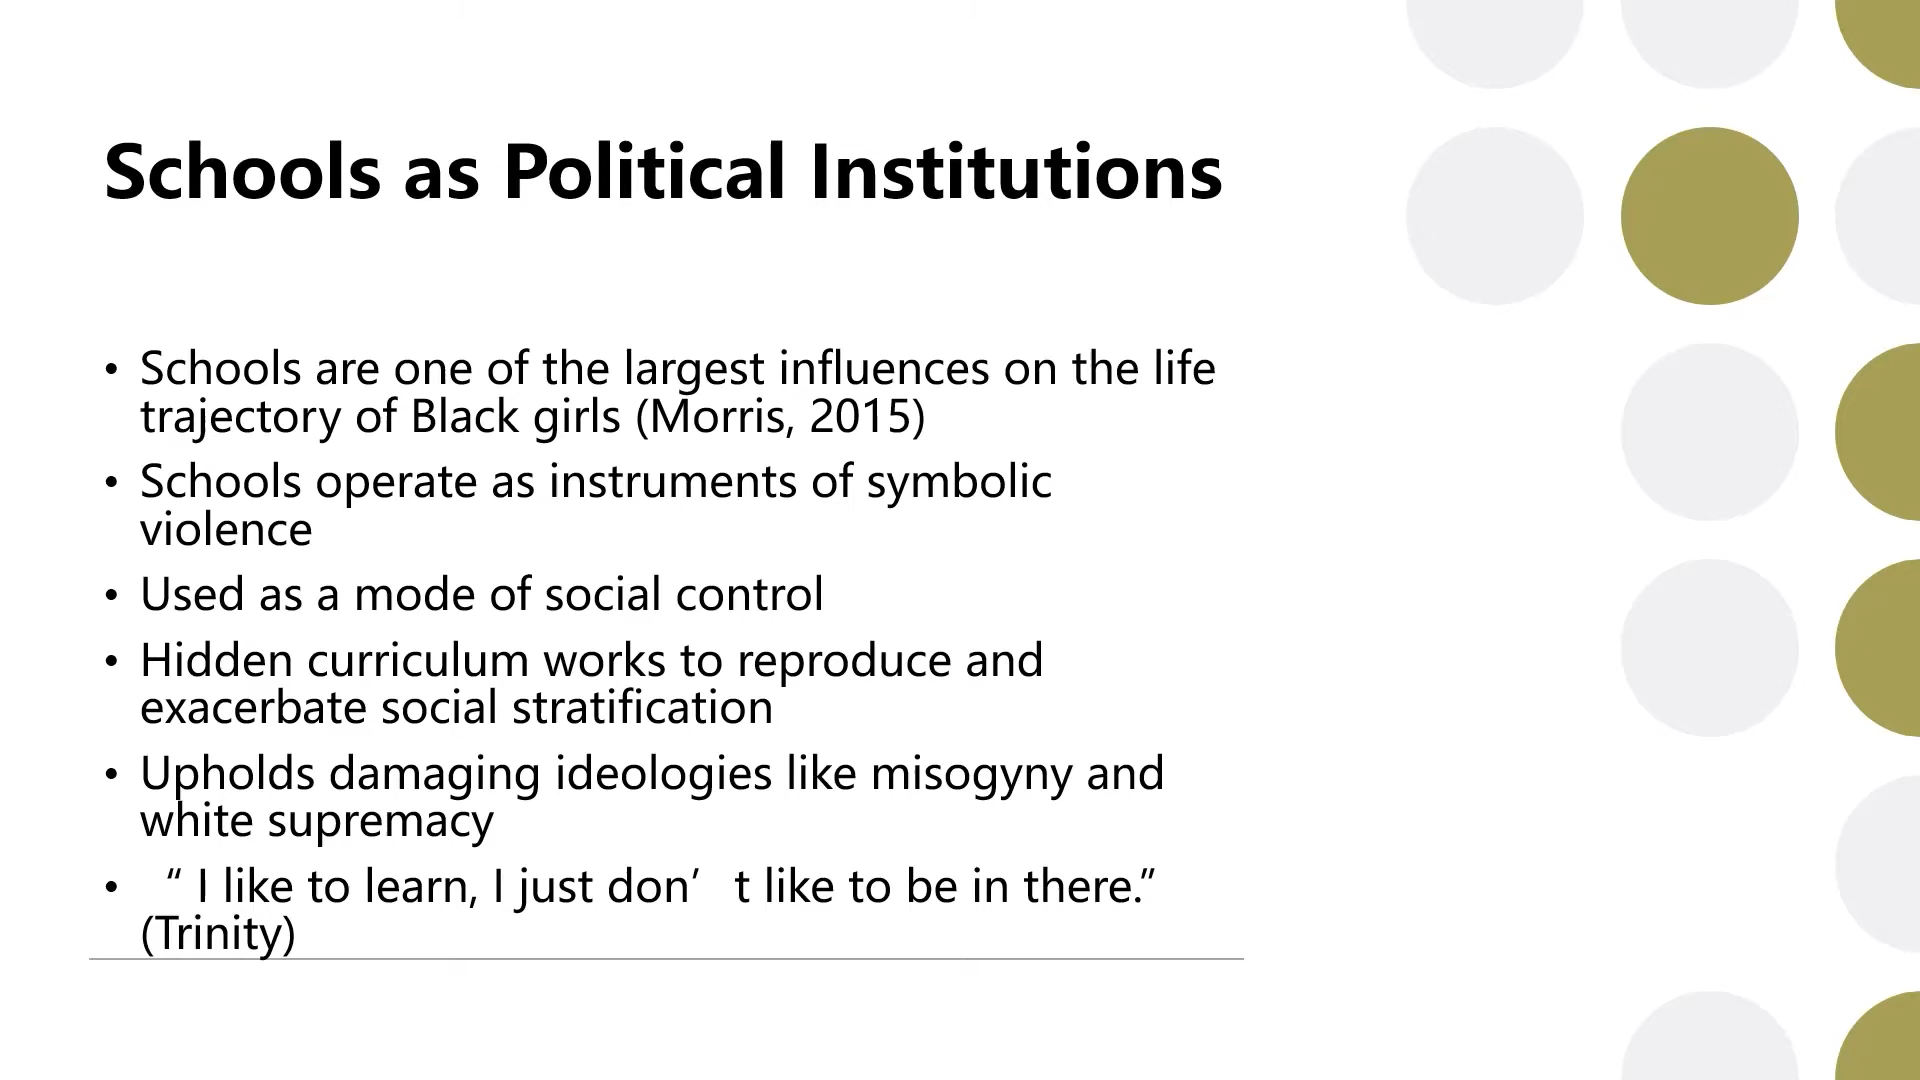 Schools as Political Institutions
• Schools are one of the largest influences on the life
trajectory of Black girls (Morris, 2015)
• Schools operate as instruments of symbolic
violence
• Used as a mode of social control
• Hidden curriculum works to reproduce and
exacerbate social stratification
• Upholds damaging ideologies like misogyny and
white supremacy
• “ I like to learn, I just don’ t like to be in there.”
(Trinity)